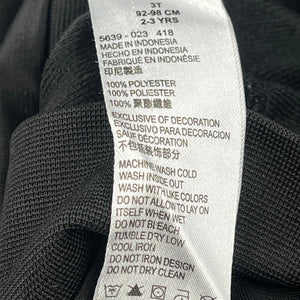 3T
92-98 CM
2-3 YRS
5639 - 023 418
MADE IN INDONESIA
HECHO EN INDONESIA
FABRIQUÉ EN INDONÉSIE
印尼製造
100% POLYESTER
100% POLIESTER
100% 聚酯纖維
EXCLUSIVE OF DECORATION
EXCLUSIVO PARA DECORACION
SAUF DÉCORATION
不包括裝飾部分
MACHINE WASH COLD
WASH INSIDE OUT
WASH WITH LIKE COLORS
DO NOT ALLOW TO LAY ON
ITSELF WHEN WET
DO NOT BLEACH
TUMBLE DRY LOW
COOL IRON
DO NOT IRON DESIGN
DO NOT DRY CLEAN